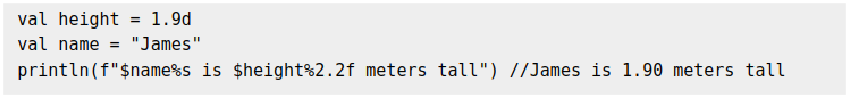 val height = 1.9d
val name = "James"
println(f"$name%s is $height%2.2f meters tall") //James is 1.90 meters tall